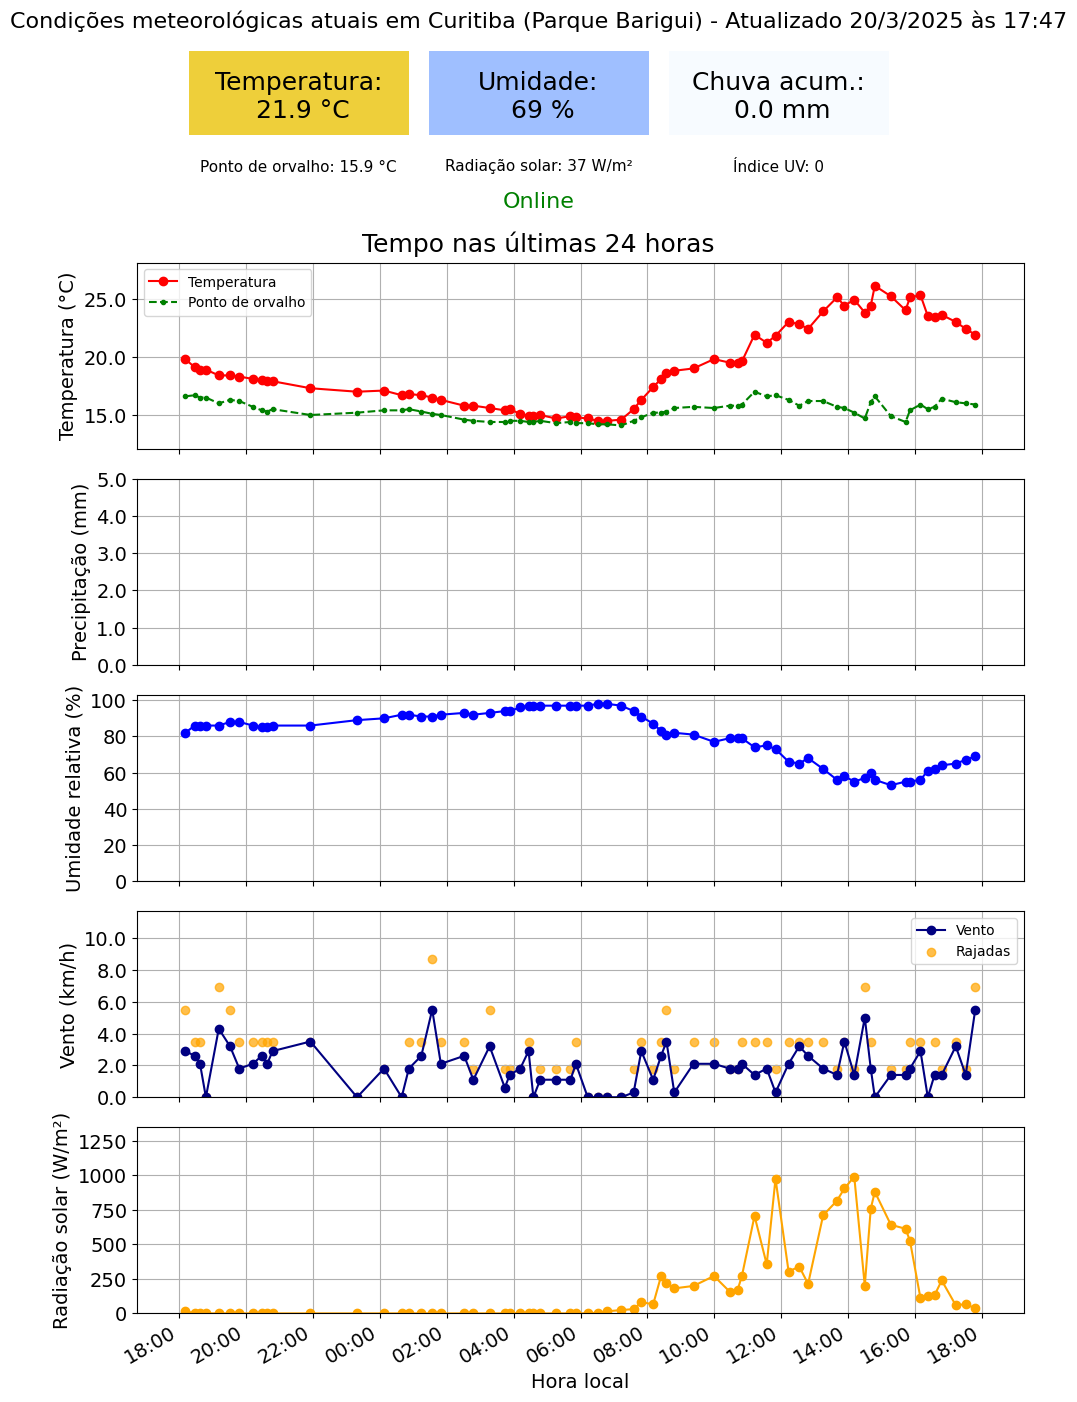 Condições meteorológicas atuais em Curitiba (Parque Barigui) - Atualizado 20/3/2025 às 17:47
Temperatura:
21.9 °C
Umidade:
69 %
Chuva acum.:
0.0 mm
Ponto de orvalho: 15.9 °C
Radiação solar: 37 W/m²
Índice UV: 0
Online
Tempo nas últimas 24 horas
Temperatura (°C)
25.0
20.0
15.0
Temperatura
Ponto de orvalho
Precipitação (mm)
5.0
4.0
3.0
2.0
1.0
0.0
Umidade relativa (%)
100
80
60
40
20
0
Vento (km/h)
10.0
8.0
6.0
4.0
2.0
0.0
Vento
Rajadas
Radiação solar (W/m²)
1250
1000
750
500
250
0
18:00
20:00
22:00
00:00
02:00
04:00
06:00
08:00
10:00
12:00
14:00
16:00
18:00
Hora local